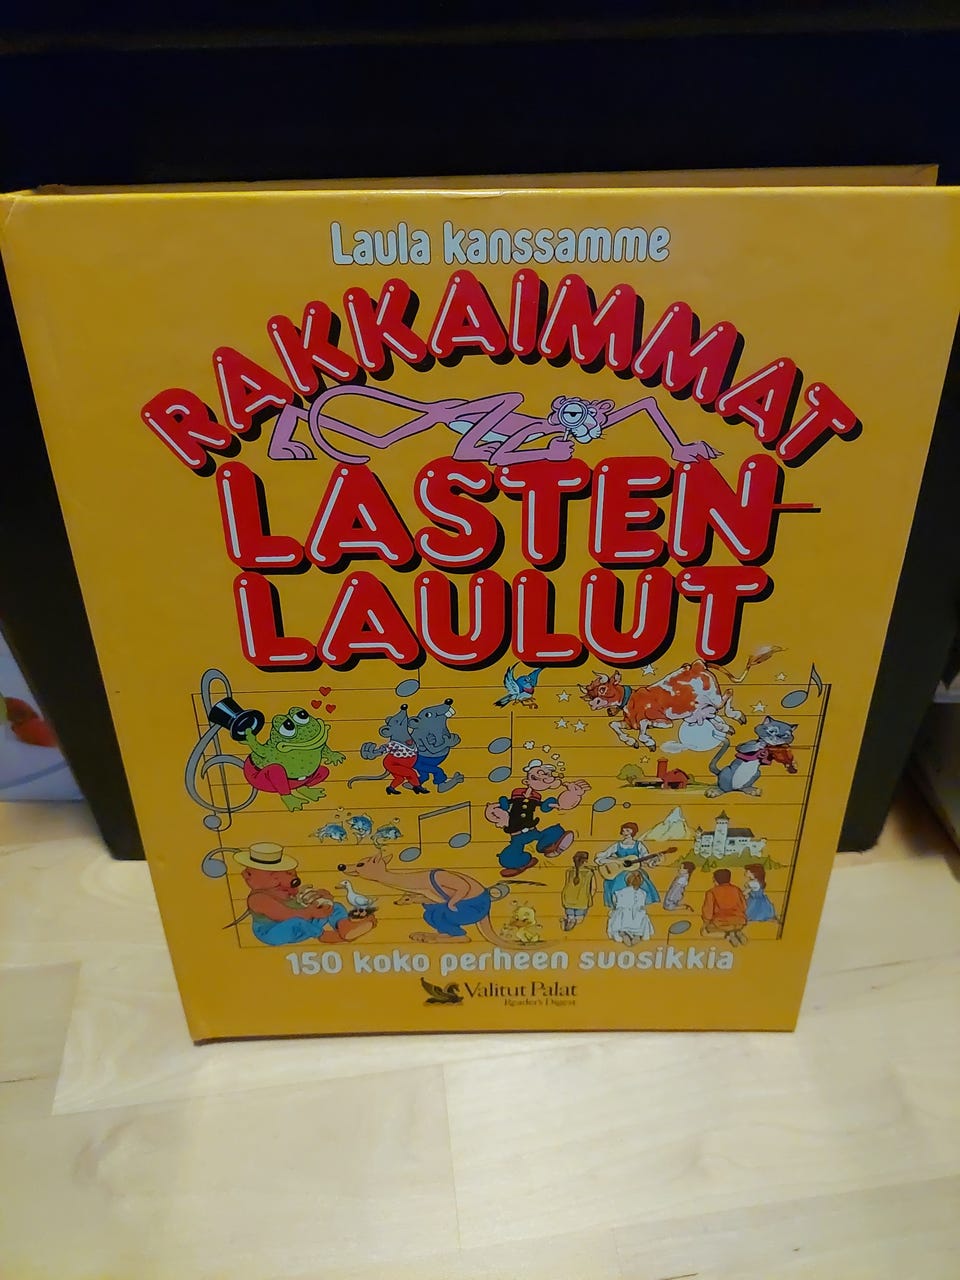 Laula kanssamme
RAKKAIMMAT
LASTEN-
LAULUT
150 koko perheen suosikkia
Valitut Palat
Reader's Digest